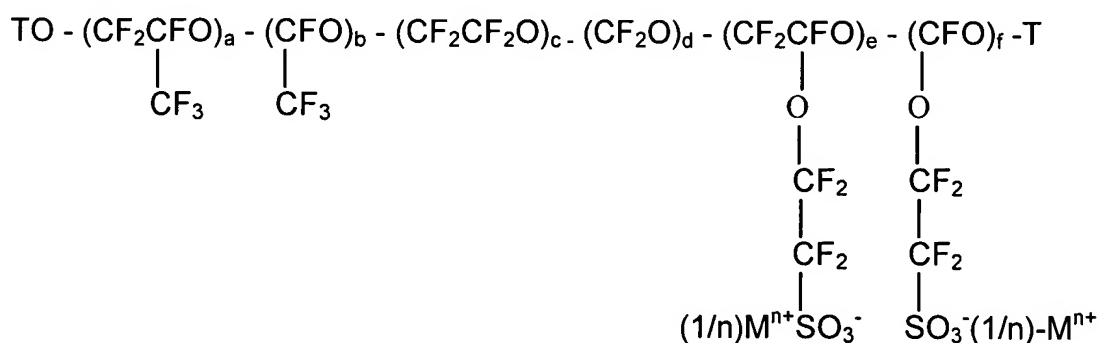 TO - (CF₂CFO)ₐ - (CFO)b - (CF₂CF₂O)c - (CF₂O)d - (CF₂CFO)e - (CFO)f -T
CF₃ CF₃ O O
CF₂ CF₂
CF₂ CF₂
(1/n)Mⁿ⁺SO₃⁻ SO₃⁻(1/n)-Mⁿ⁺